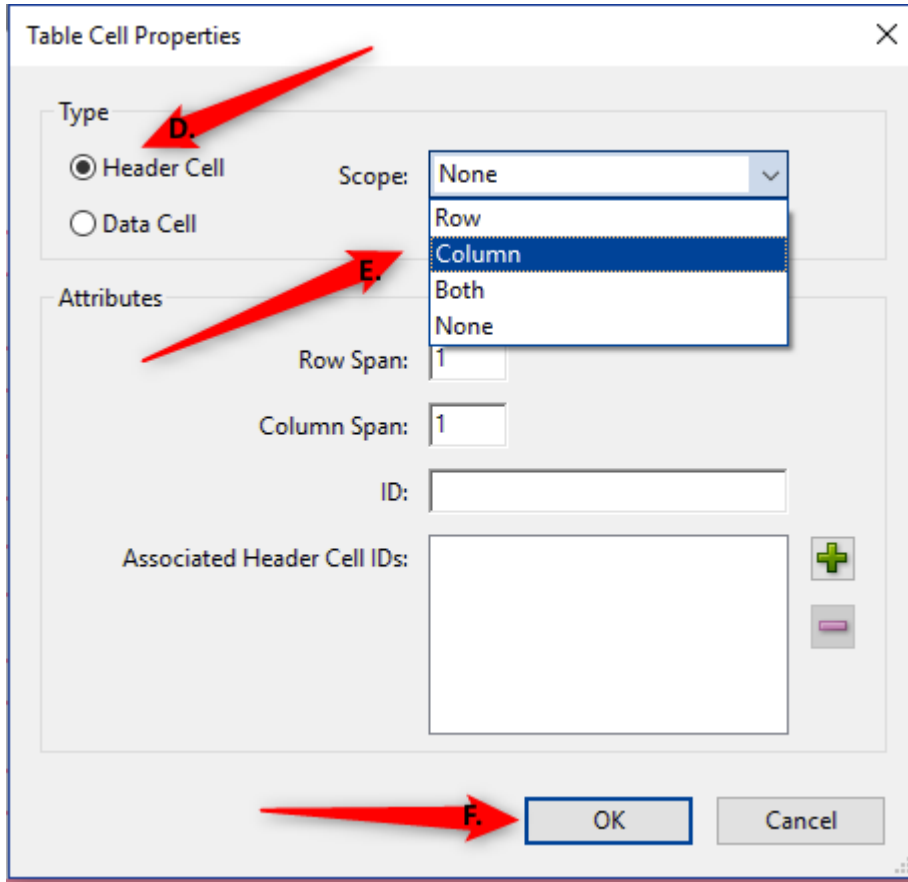 Table Cell Properties
Type
D.
Header Cell
Scope:
None
Data Cell
Row
Column
Both
None
E.
Attributes
Row Span:
1
Column Span:
1
ID:
Associated Header Cell IDs:
F.
OK
Cancel